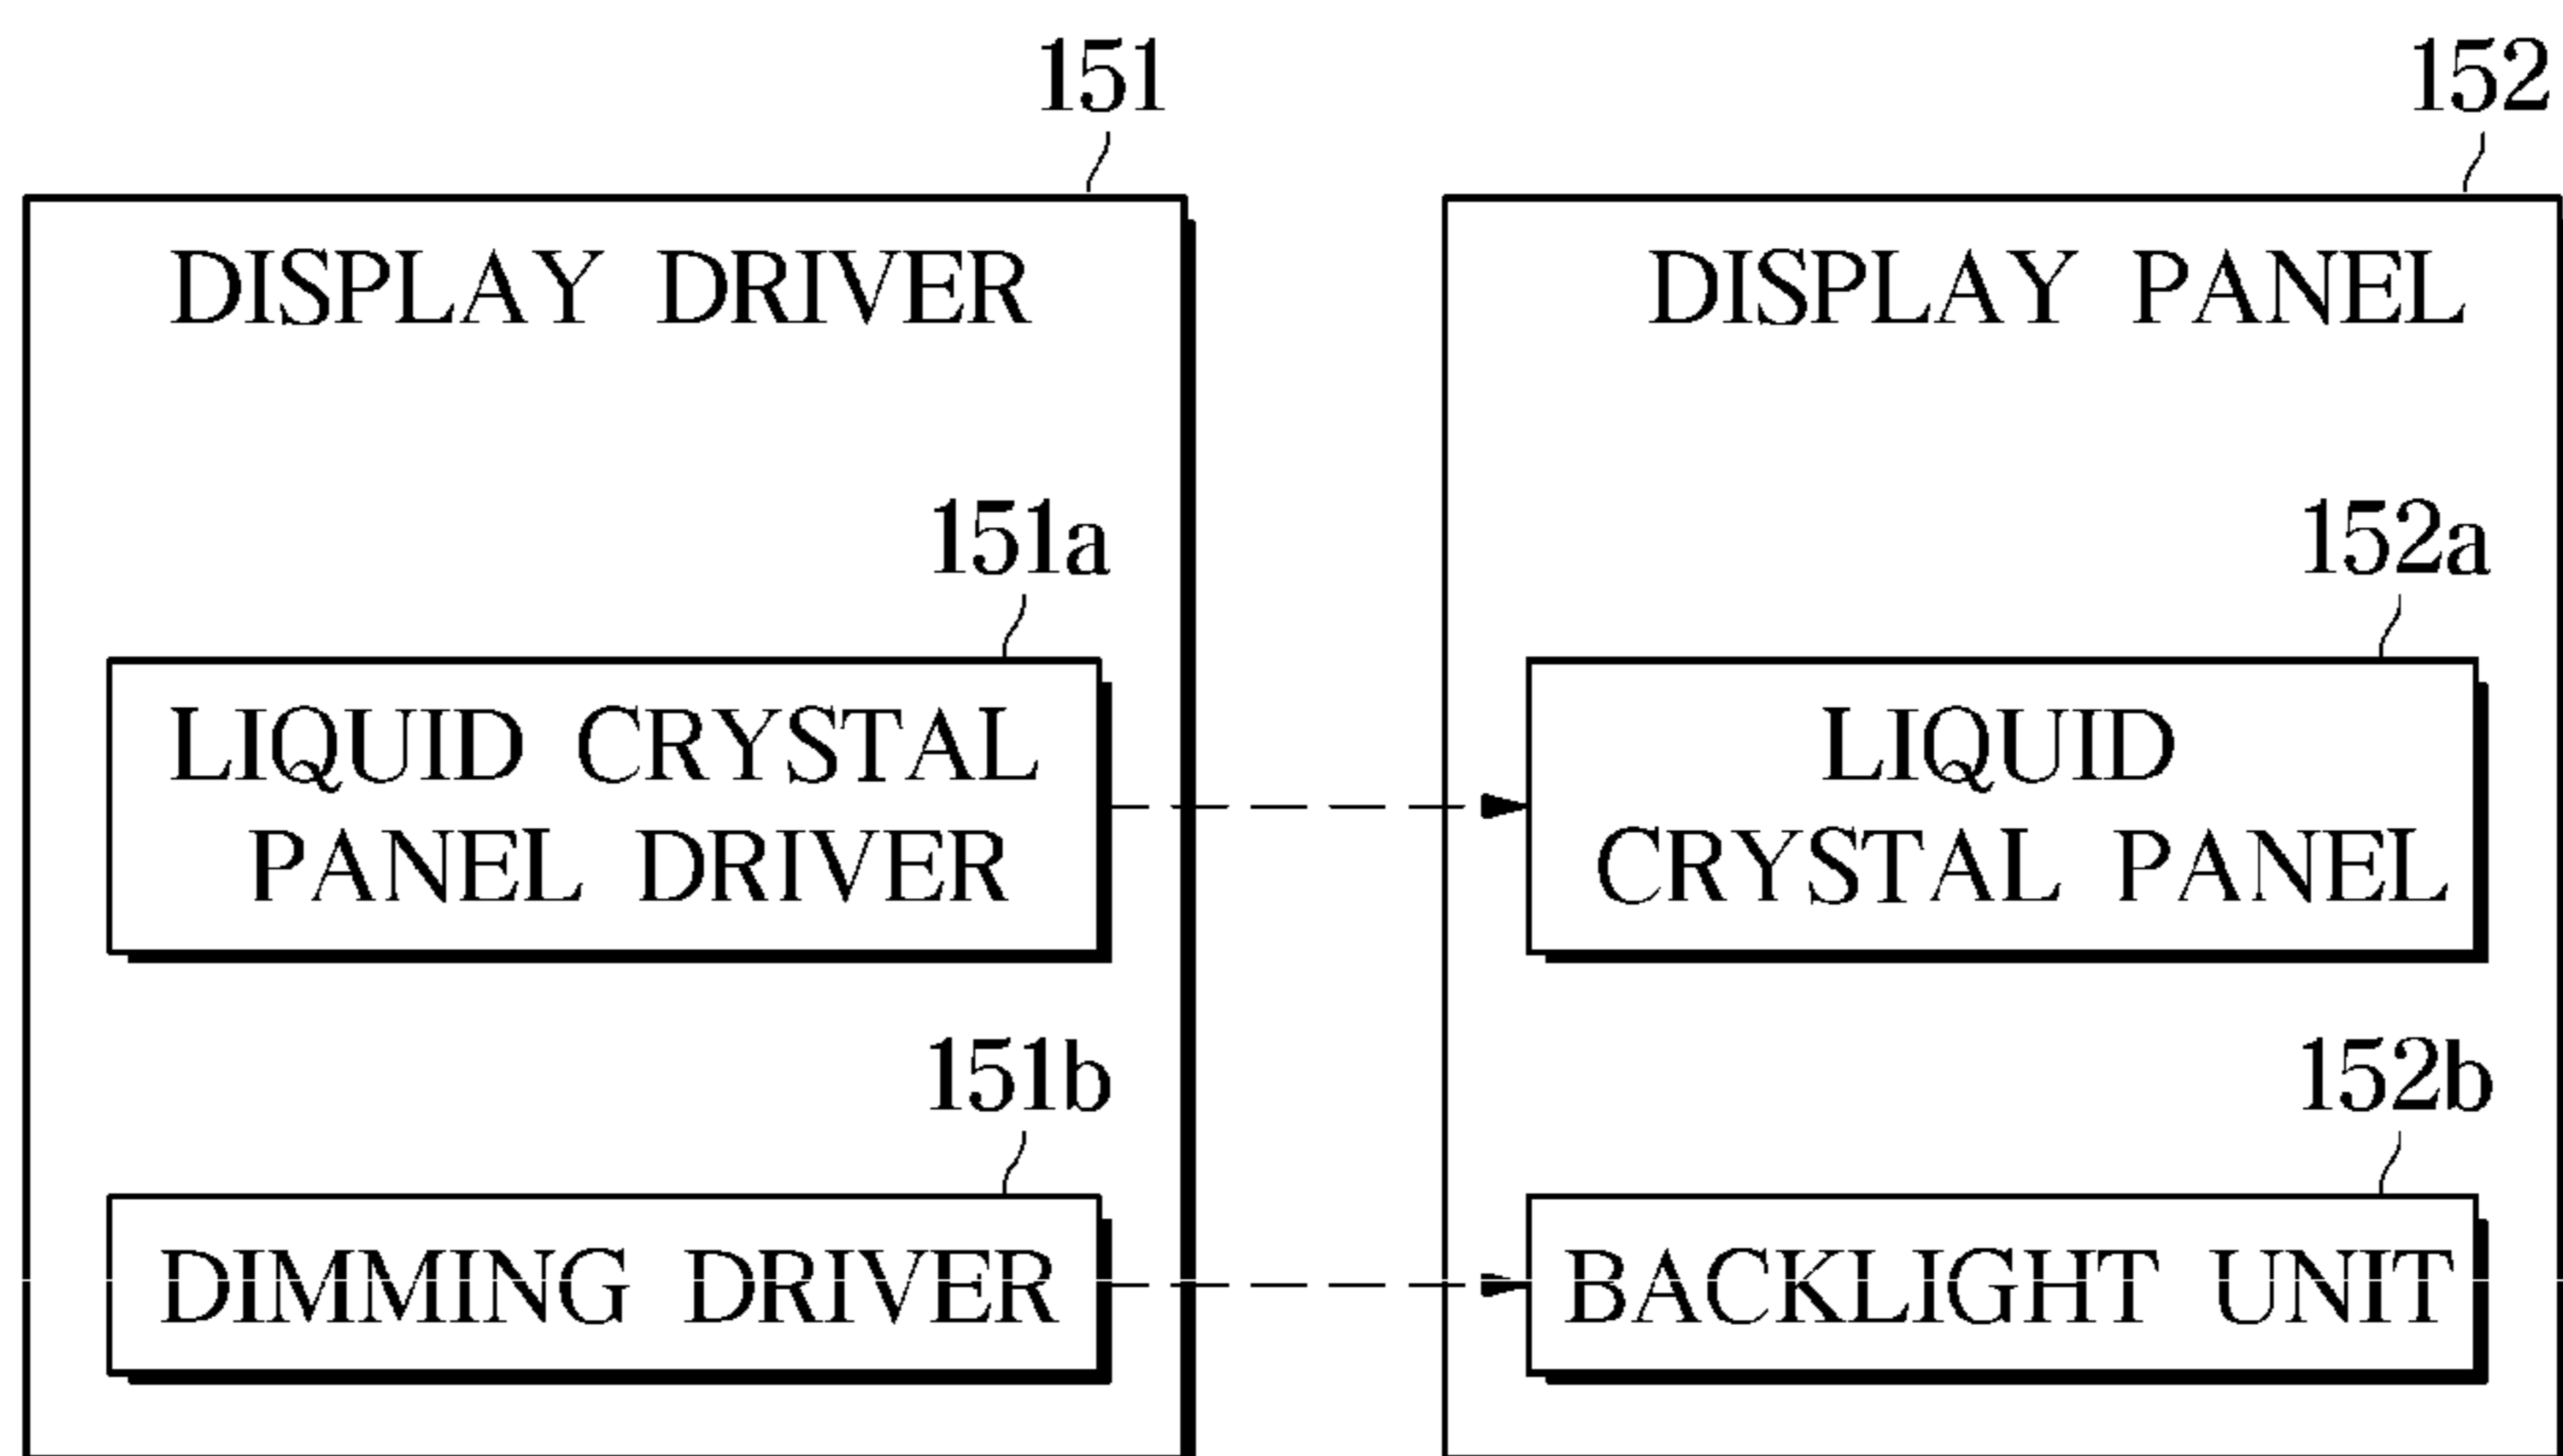 151
DISPLAY DRIVER
151a
LIQUID CRYSTAL
PANEL DRIVER
151b
DIMMING DRIVER
152
DISPLAY PANEL
152a
LIQUID
CRYSTAL PANEL
152b
BACKLIGHT UNIT